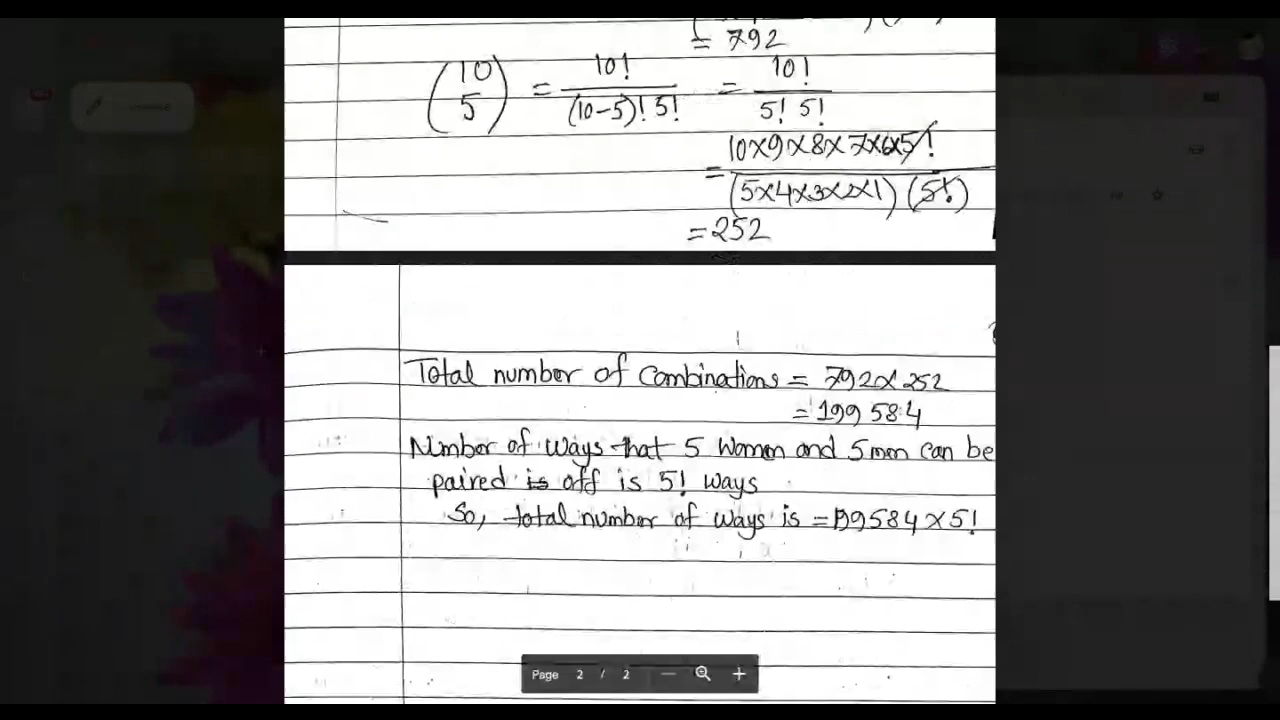 = 792
(10 5) = 10! / (10-5)! 5! = 10! / 5! 5!
= 10×9×8×7×6×5! / (5×4×3×2×1) (5!)
= 252
Total number of combinations = 792×252
= 199584
Number of ways that 5 women and 5 men can be
paired is off is 5! ways
So, total number of ways is = 199584×5!
Page 2 / 2